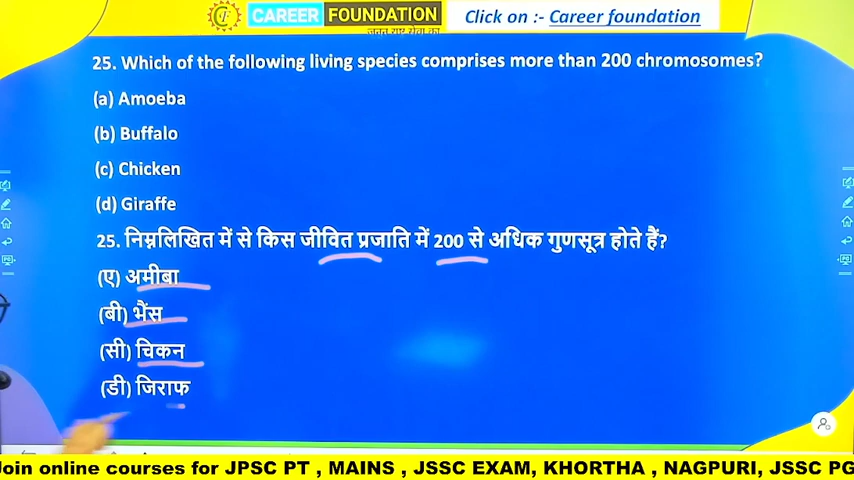 CAREER FOUNDATION
Click on :- Career foundation
25. Which of the following living species comprises more than 200 chromosomes?
(a) Amoeba
(b) Buffalo
(c) Chicken
(d) Giraffe
25. निम्नलिखित में से किस जीवित प्रजाति में 200 से अधिक गुणसूत्र होते हैं?
(ए) अमीबा
(बी) भैंस
(सी) चिकन
(डी) जिराफ
Join online courses for JPSC PT , MAINS , JSSC EXAM, KHORTHA , NAGPURI, JSSC PG